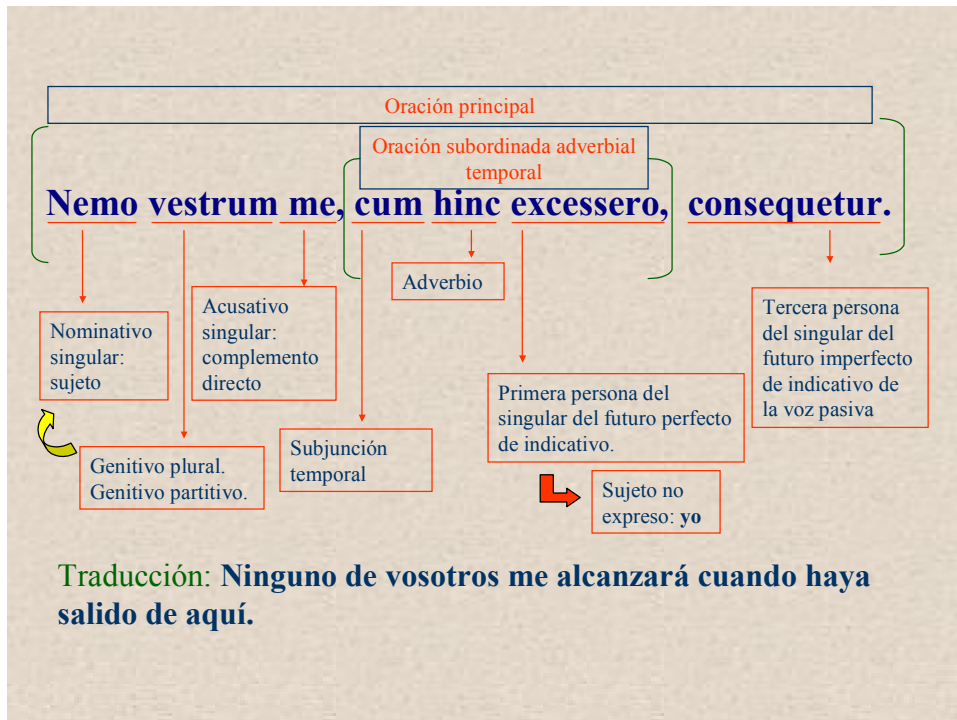 Oración principal
Oración subordinada adverbial
temporal
Nemo vestrum me, cum hinc excessero, consequetur.
Nominativo
singular:
sujeto
Genitivo plural.
Genitivo partitivo.
Acusativo
singular:
complemento
directo
Subjunción
temporal
Adverbio
Primera persona del
singular del futuro perfecto
de indicativo.
Sujeto no
expreso: yo
Tercera persona
del singular del
futuro imperfecto
de indicativo de
la voz pasiva
Traducción: Ninguno de vosotros me alcanzará cuando haya
salido de aquí.